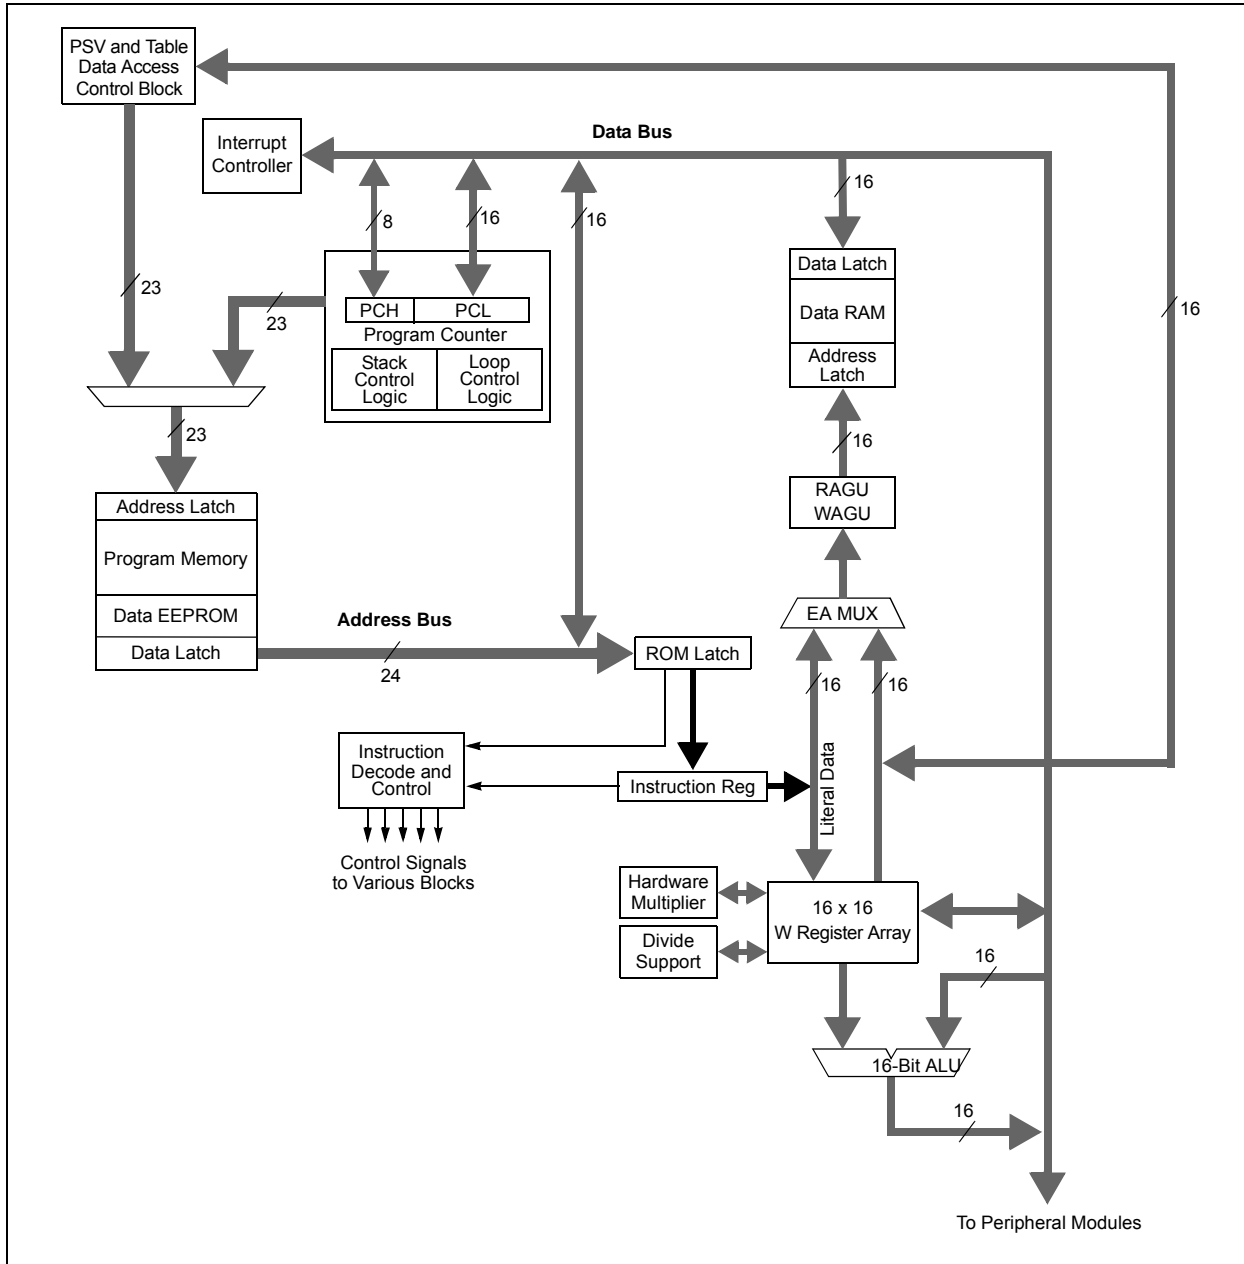 PSV and Table
Data Access
Control Block
Data Bus
Interrupt
Controller
16
8
16
16
Data Latch
23
23
16
PCH
PCL
Data RAM
Program Counter
Stack
Control
Logic
Loop
Control
Logic
Address
Latch
23
16
RAGU
WAGU
Address Latch
Program Memory
Data EEPROM
Data Latch
Address Bus
24
EA MUX
ROM Latch
16
16
Instruction
Decode and
Control
Instruction Reg
Literal Data
Control Signals
to Various Blocks
Hardware
Multiplier
16 x 16
W Register Array
Divide
Support
16
16-Bit ALU
16
To Peripheral Modules